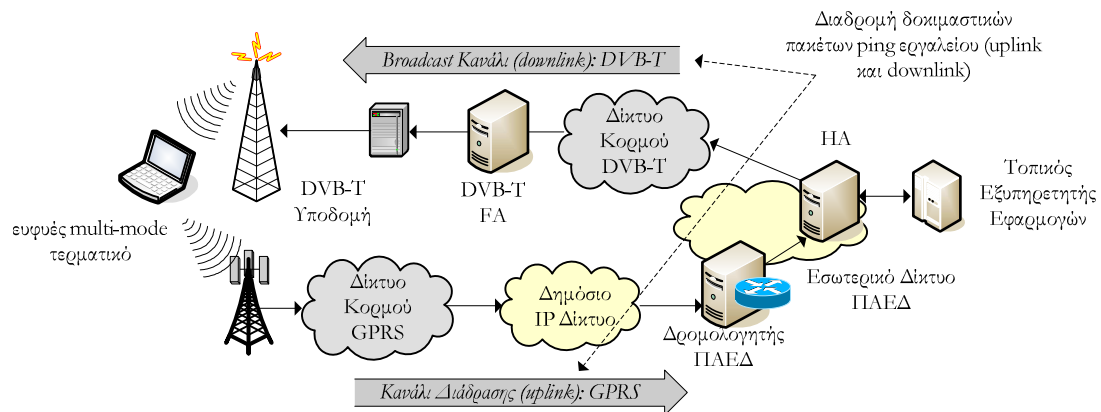 Διαδρομή δοκιμαστικών
πακέτων ping εργαλείου (uplink
και downlink)
Broadcast Κανάλι (downlink): DVB-T
Δίκτυο
Κορμού
DVB-T
HA
DVB-T
Υποδομή
DVB-T
FA
Τοπικός
Εξυπηρετητής
Εφαρμογών
ευφυές multi-mode
τερματικό
Δίκτυο
Κορμού
GPRS
Δημόσιο
IP Δίκτυο
Εσωτερικό Δίκτυο
ΠΑΕΔ
Δρομολογητής
ΠΑΕΔ
Κανάλι Διάδρασης (uplink): GPRS